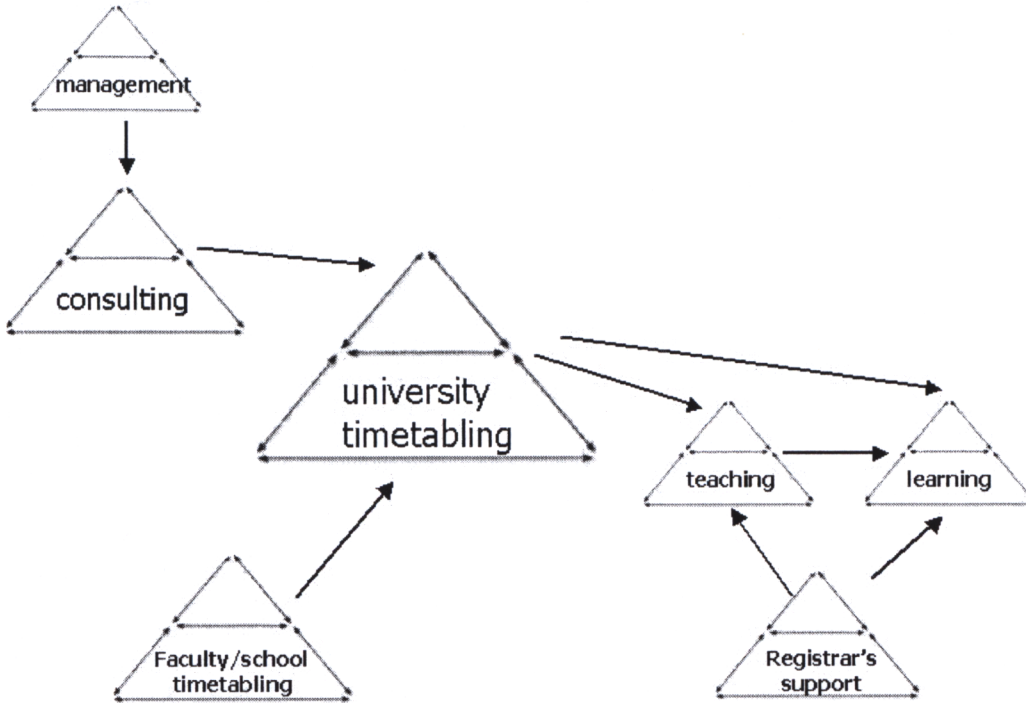 management
consulting
university
timetabling
teaching
learning
Faculty/school
timetabling
Registrar's
support